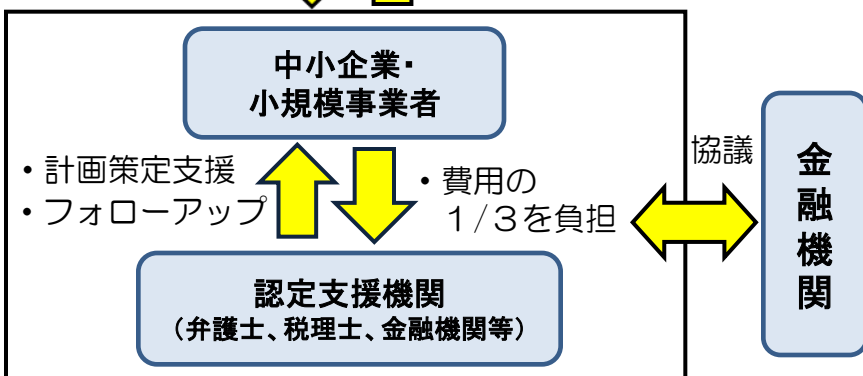 中小企業・
小規模事業者
・計画策定支援
・フォローアップ
・費用の
１/３を負担
協議
金融機関
認定支援機関
（弁護士、税理士、金融機関等）